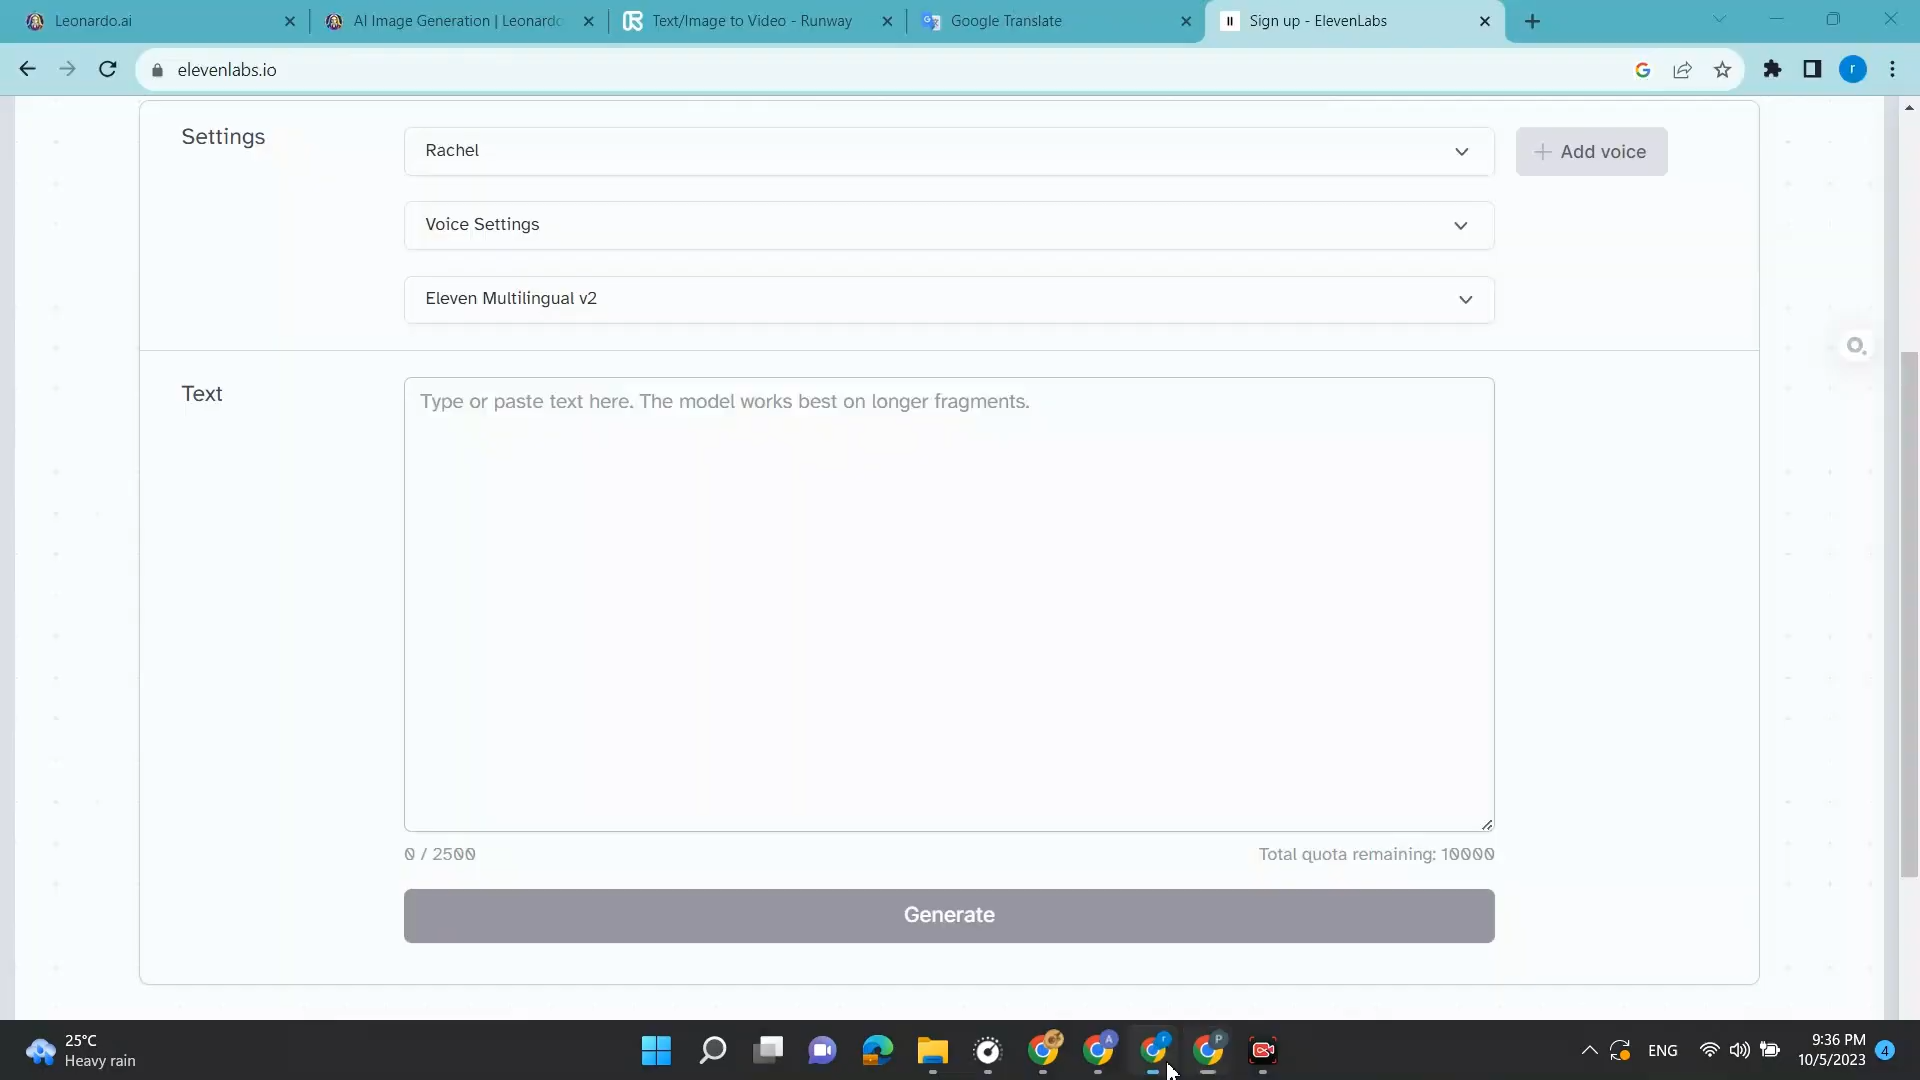 Leonardo.ai
AI Image Generation | Leonardo
Text/Image to Video - Runway
Google Translate
Sign up - ElevenLabs
elevenlabs.io
r
Settings
Rachel
Add voice
Voice Settings
Eleven Multilingual v2
Text
Type or paste text here. The model works best on longer fragments.
0 / 2500
Total quota remaining: 10000
Generate
25°C
Heavy rain
A
r
P
ENG
9:36 PM
10/5/2023
4